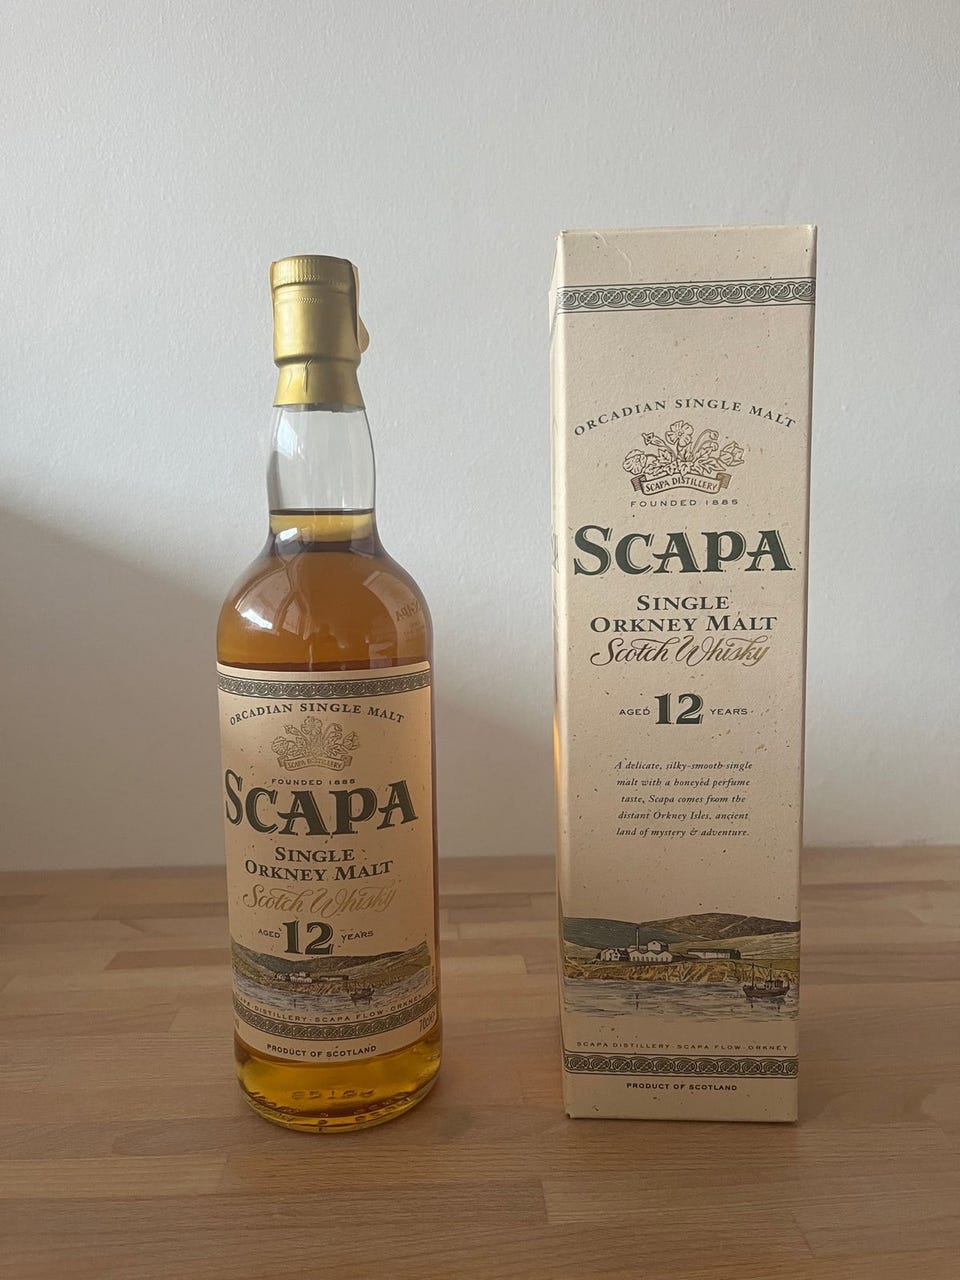 ORCADIAN SINGLE MALT
SCAPA DISTILLERY
FOUNDED 1885
SCAPA
SINGLE
ORKNEY MALT
Scotch Whisky
AGED 12 YEARS
DISTILLERY · SCAPA FLOW · ORKNEY
70cl
PRODUCT OF SCOTLAND
ORCADIAN SINGLE MALT
SCAPA DISTILLERY
FOUNDED 1885
SCAPA
SINGLE
ORKNEY MALT
Scotch Whisky
AGED 12 YEARS
A delicate, silky-smooth single
malt with a honeyed perfume
taste, Scapa comes from the
distant Orkney Isles, ancient
land of mystery & adventure.
SCAPA DISTILLERY · SCAPA FLOW · ORKNEY
PRODUCT OF SCOTLAND